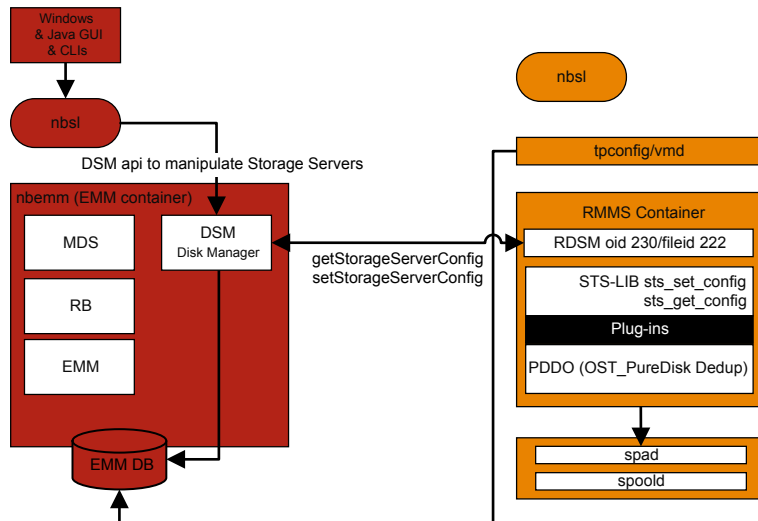 Windows
& Java GUI
& CLIs
nbsl
DSM api to manipulate Storage Servers
nbemm (EMM container)
MDS
DSM
Disk Manager
RB
EMM
EMM DB
getStorageServerConfig
setStorageServerConfig
nbsl
tpconfig/vmd
RMMS Container
RDSM oid 230/fileid 222
STS-LIB sts_set_config
sts_get_config
Plug-ins
PDDO (OST_PureDisk Dedup)
spad
spoold